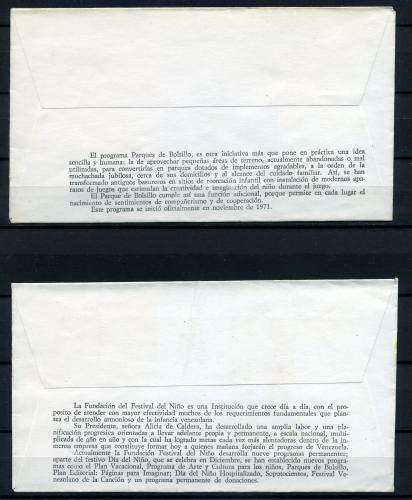 El programa Parques de Bolsillo, es otra iniciativa más que pone en práctica una idea
sencilla y humana: la de aprovechar pequeñas áreas de terreno, actualmente abandonadas o mal
utilizadas, para convertirlas en parques dotados de implementos agradables, a la orden de la
muchachada jubilosa, cerca de sus domicilios y al alcance del cuidado familiar. Así, se han
transformado antiguos basureros en sitios de recreación infantil con instalación de modernos apa-
ratos de juegos que estimulan la creatividad e imaginación del niño durante el juego.
El Parque de Bolsillo cumple así una función adicional, porque permite en cada lugar el
nacimiento de sentimientos de compañerismo y de cooperación.
Este programa se inició oficialmente en noviembre de 1971.
La Fundación del Festival del Niño es una Institución que crece día a día, con el pro-
posito de atender con mayor efectividad muchos de los requerimientos fundamentales que plan-
tea el desarrollo armonioso de la infancia venezolana.
Su Presidenta, señora Alicia de Caldera, ha desarrollado una amplia labor y una pla-
nificación progresiva orientadas a llevar adelante propia y permanente, a escala nacional, multi-
plicada de año en año y con la cual ha logrado metas cada vez más alentadoras dentro de la in-
mensa empresa que constituye formar hoy a quienes mañana forjarán el progreso de Venezuela.
Actualmente la Fundación Festival del Niño desarrolla nueve programas permanentes;
aparte del festivo Día del Niño, que se celebra en Diciembre, se han establecido nuevos progra-
mas como el Plan Vacacional, Programa de Arte y Cultura para los niños, Parques de Bolsillo,
Plan Editorial: Páginas para Imaginar; Día del Niño Hospitalizado, Sopotocientos, Festival Ve-
nezolano de la Canción y un programa permanente de donaciones.